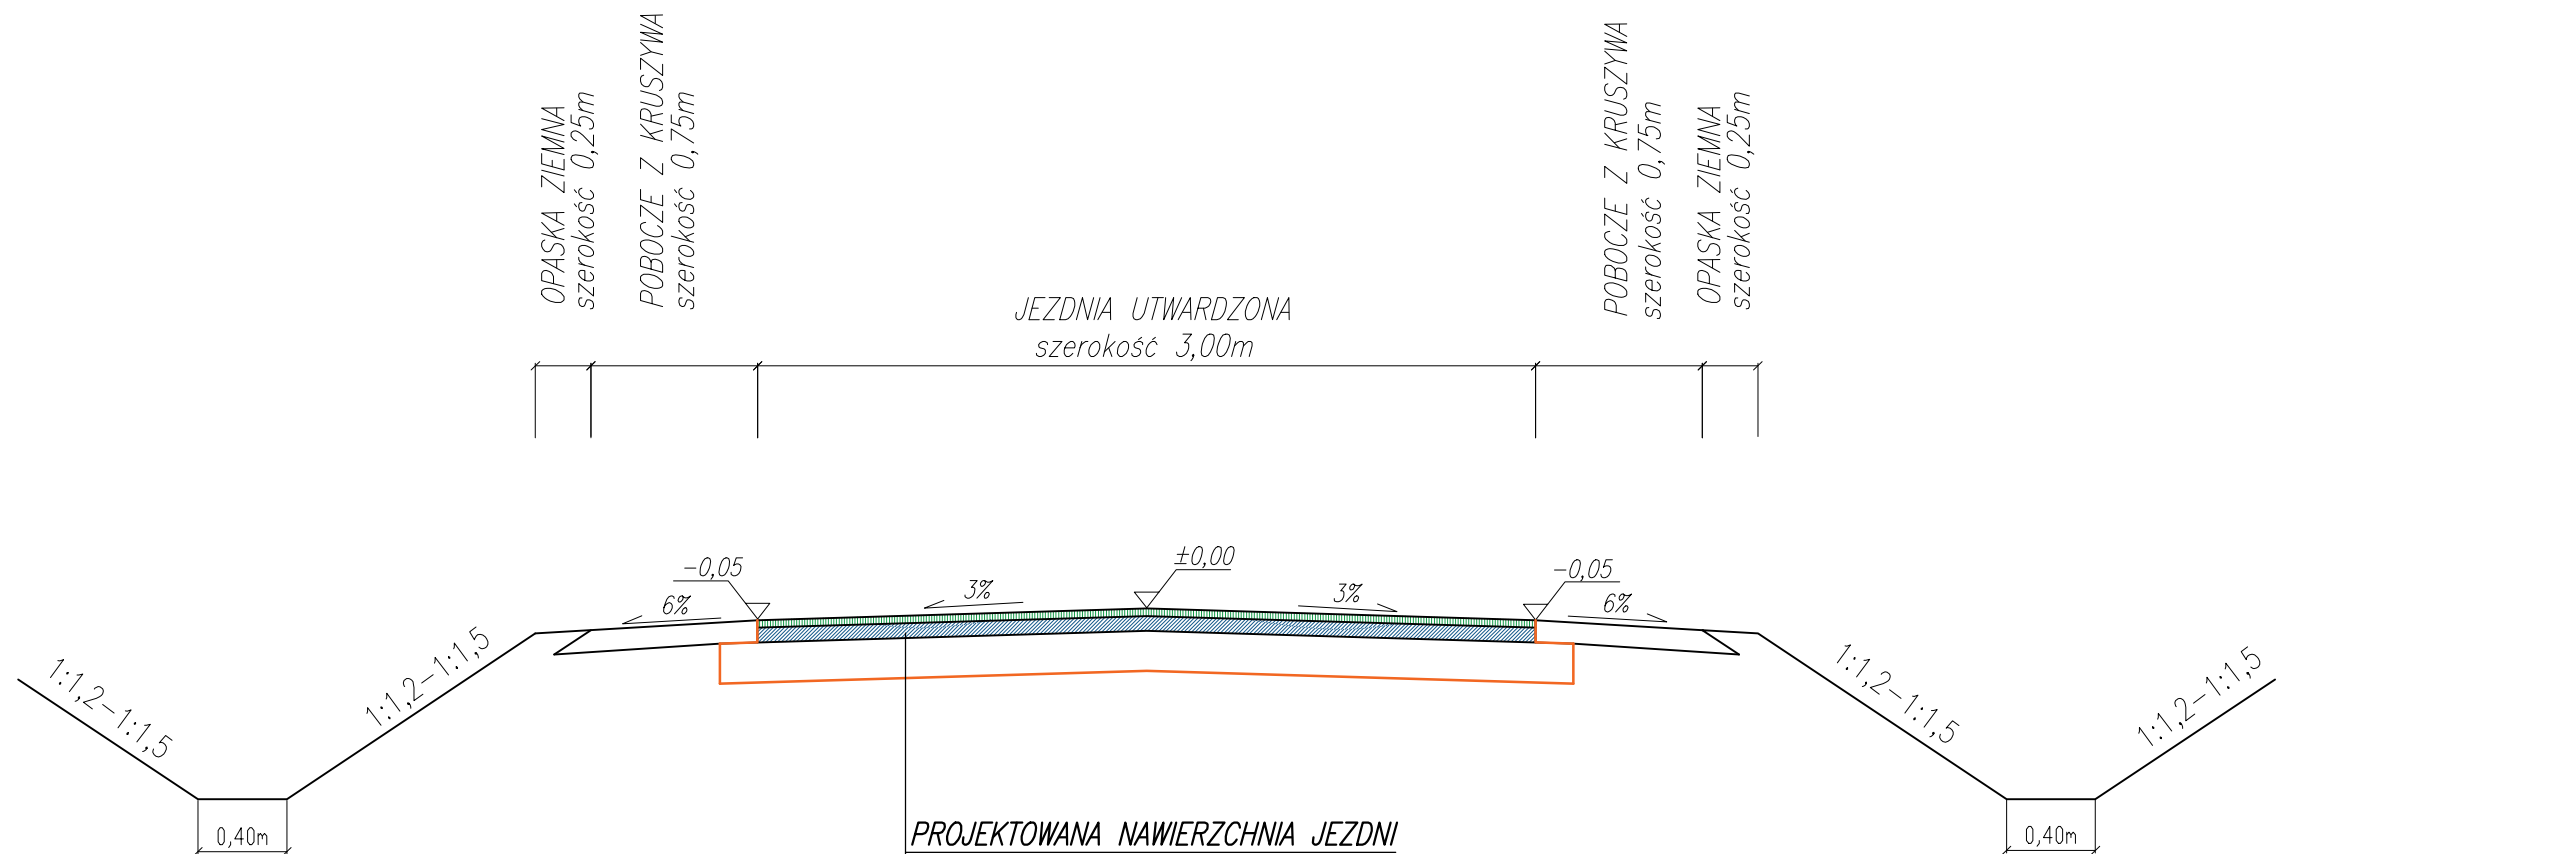 OPASKA ZIEMNA
szerokość 0,25m
POBOCZE Z KRUSZYWA
szerokość 0,75m
JEZDNIA UTWARDZONA
szerokość 3,00m
POBOCZE Z KRUSZYWA
szerokość 0,75m
OPASKA ZIEMNA
szerokość 0,25m
-0,05
±0,00
-0,05
6%
3%
3%
6%
1:1,2-1:1,5
1:1,2-1:1,5
1:1,2-1:1,5
1:1,2-1:1,5
0,40m
PROJEKTOWANA NAWIERZCHNIA JEZDNI
0,40m